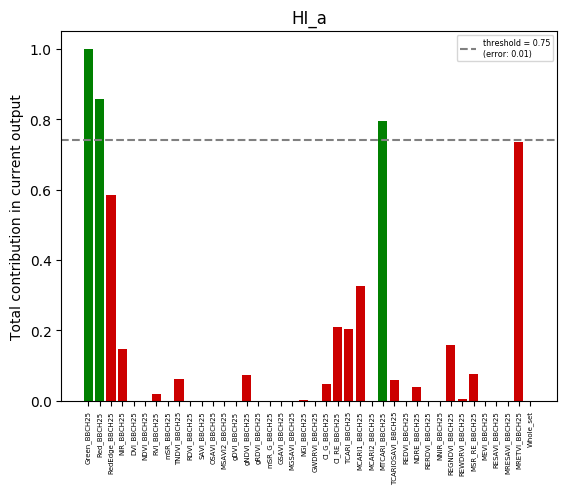 HI_a
threshold = 0.75
(error: 0.01)
Total contribution in current output
1.0
0.8
0.6
0.4
0.2
0.0
Green_BBCH25
Red_BBCH25
RedEdge_BBCH25
NIR_BBCH25
DVI_BBCH25
NDVI_BBCH25
RVI_BBCH25
mSR_BBCH25
TNDVI_BBCH25
RDVI_BBCH25
SAVI_BBCH25
OSAVI_BBCH25
MSAVI2_BBCH25
gDVI_BBCH25
gNDVI_BBCH25
gRDVI_BBCH25
mSR_G_BBCH25
GSAVI_BBCH25
MGSAVI_BBCH25
NGI_BBCH25
GWDRVI_BBCH25
CI_G_BBCH25
CI_RE_BBCH25
TCARI_BBCH25
MCARI1_BBCH25
MCARI2_BBCH25
MTCARI_BBCH25
TCARIOSAVI_BBCH25
REDVI_BBCH25
NDRE_BBCH25
RERDVI_BBCH25
NNIR_BBCH25
REGNDVI_BBCH25
REWDRVI_BBCH25
MSR_RE_BBCH25
MEVI_BBCH25
RESAVI_BBCH25
MRESAVI_BBCH25
MRETVI_BBCH25
Whole_set